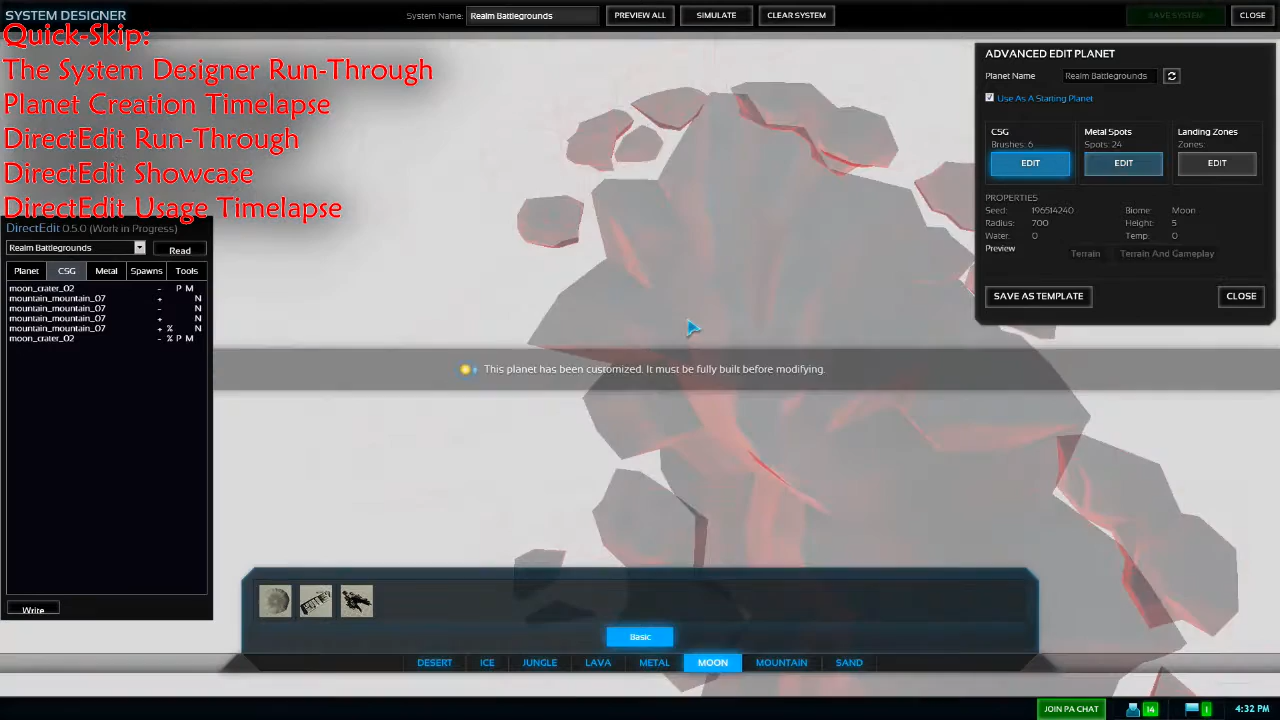 SYSTEM DESIGNER
System Name: Realm Battlegrounds PREVIEW ALL SIMULATE CLEAR SYSTEM SAVE SYSTEM CLOSE
Quick-Skip:
The System Designer Run-Through
Planet Creation Timelapse
DirectEdit Run-Through
DirectEdit Showcase
DirectEdit Usage Timelapse
ADVANCED EDIT PLANET
Planet Name Realm Battlegrounds
Use As A Starting Planet
CSG Metal Spots Landing Zones
Brushes: 6 Spots: 24 Zones:
EDIT EDIT EDIT
PROPERTIES
Seed: 196514240 Biome: Moon
Radius: 700 Height: 5
Water: 0 Temp: 0
Preview Terrain Terrain And Gameplay
SAVE AS TEMPLATE CLOSE
DirectEdit 0.5.0 (Work in Progress)
Realm Battlegrounds Read
Planet CSG Metal Spawns Tools
moon_crater_02 - P M
mountain_mountain_07 + N
mountain_mountain_07 - N
mountain_mountain_07 + N
mountain_mountain_07 + % N
moon_crater_02 - % P M
Write
This planet has been customized. It must be fully built before modifying.
Basic
DESERT ICE JUNGLE LAVA METAL MOON MOUNTAIN SAND
JOIN PA CHAT 14 1 4:32 PM